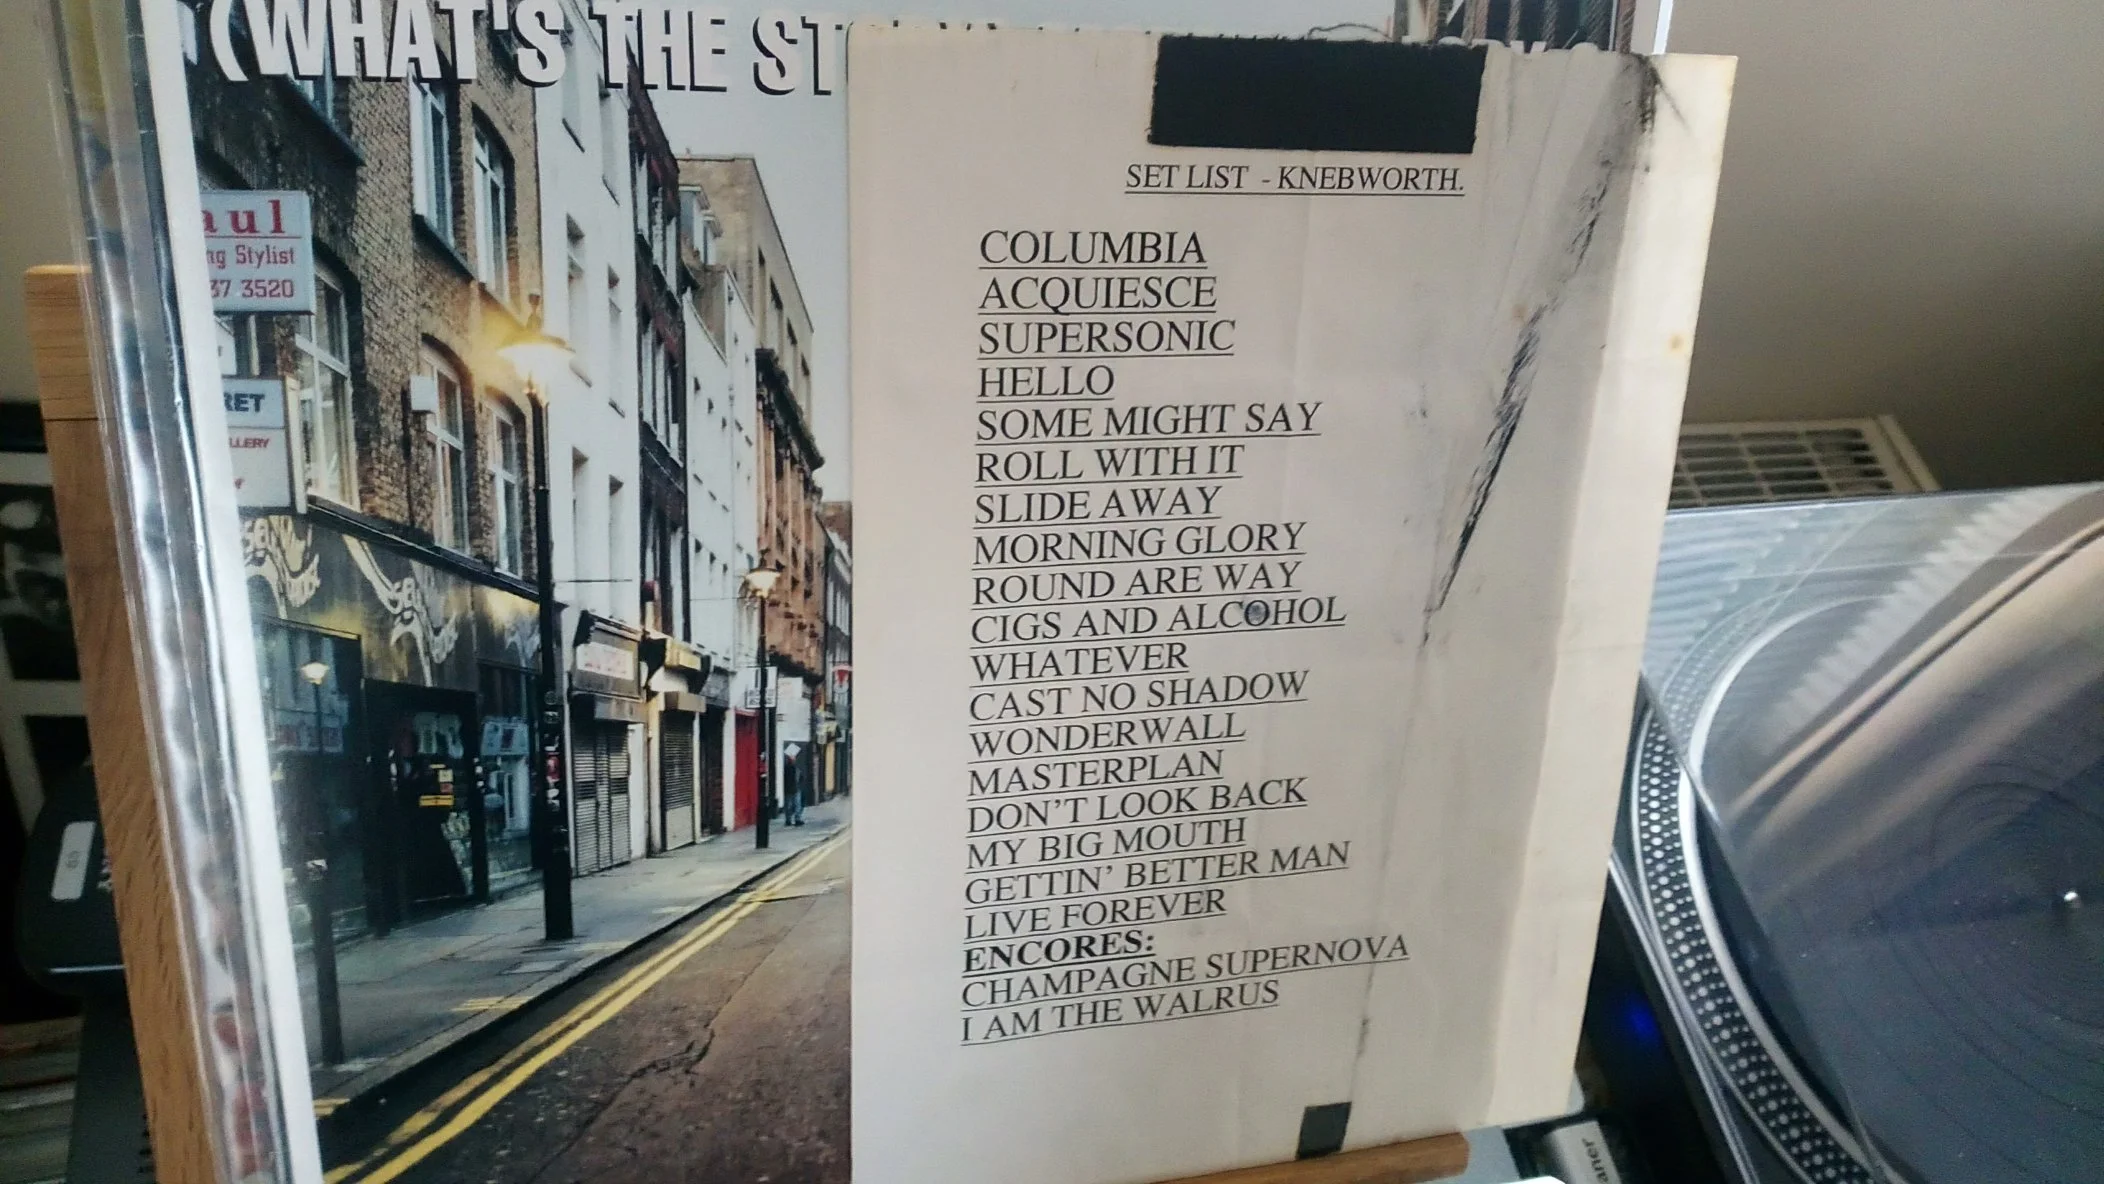 (WHAT'S THE ST
aul
ng Stylist
37 3520
RET
LLERY
SET LIST - KNEBWORTH.
COLUMBIA
ACQUIESCE
SUPERSONIC
HELLO
SOME MIGHT SAY
ROLL WITH IT
SLIDE AWAY
MORNING GLORY
ROUND ARE WAY
CIGS AND ALCOHOL
WHATEVER
CAST NO SHADOW
WONDERWALL
MASTERPLAN
DON'T LOOK BACK
MY BIG MOUTH
GETTIN' BETTER MAN
LIVE FOREVER
ENCORES:
CHAMPAGNE SUPERNOVA
I AM THE WALRUS